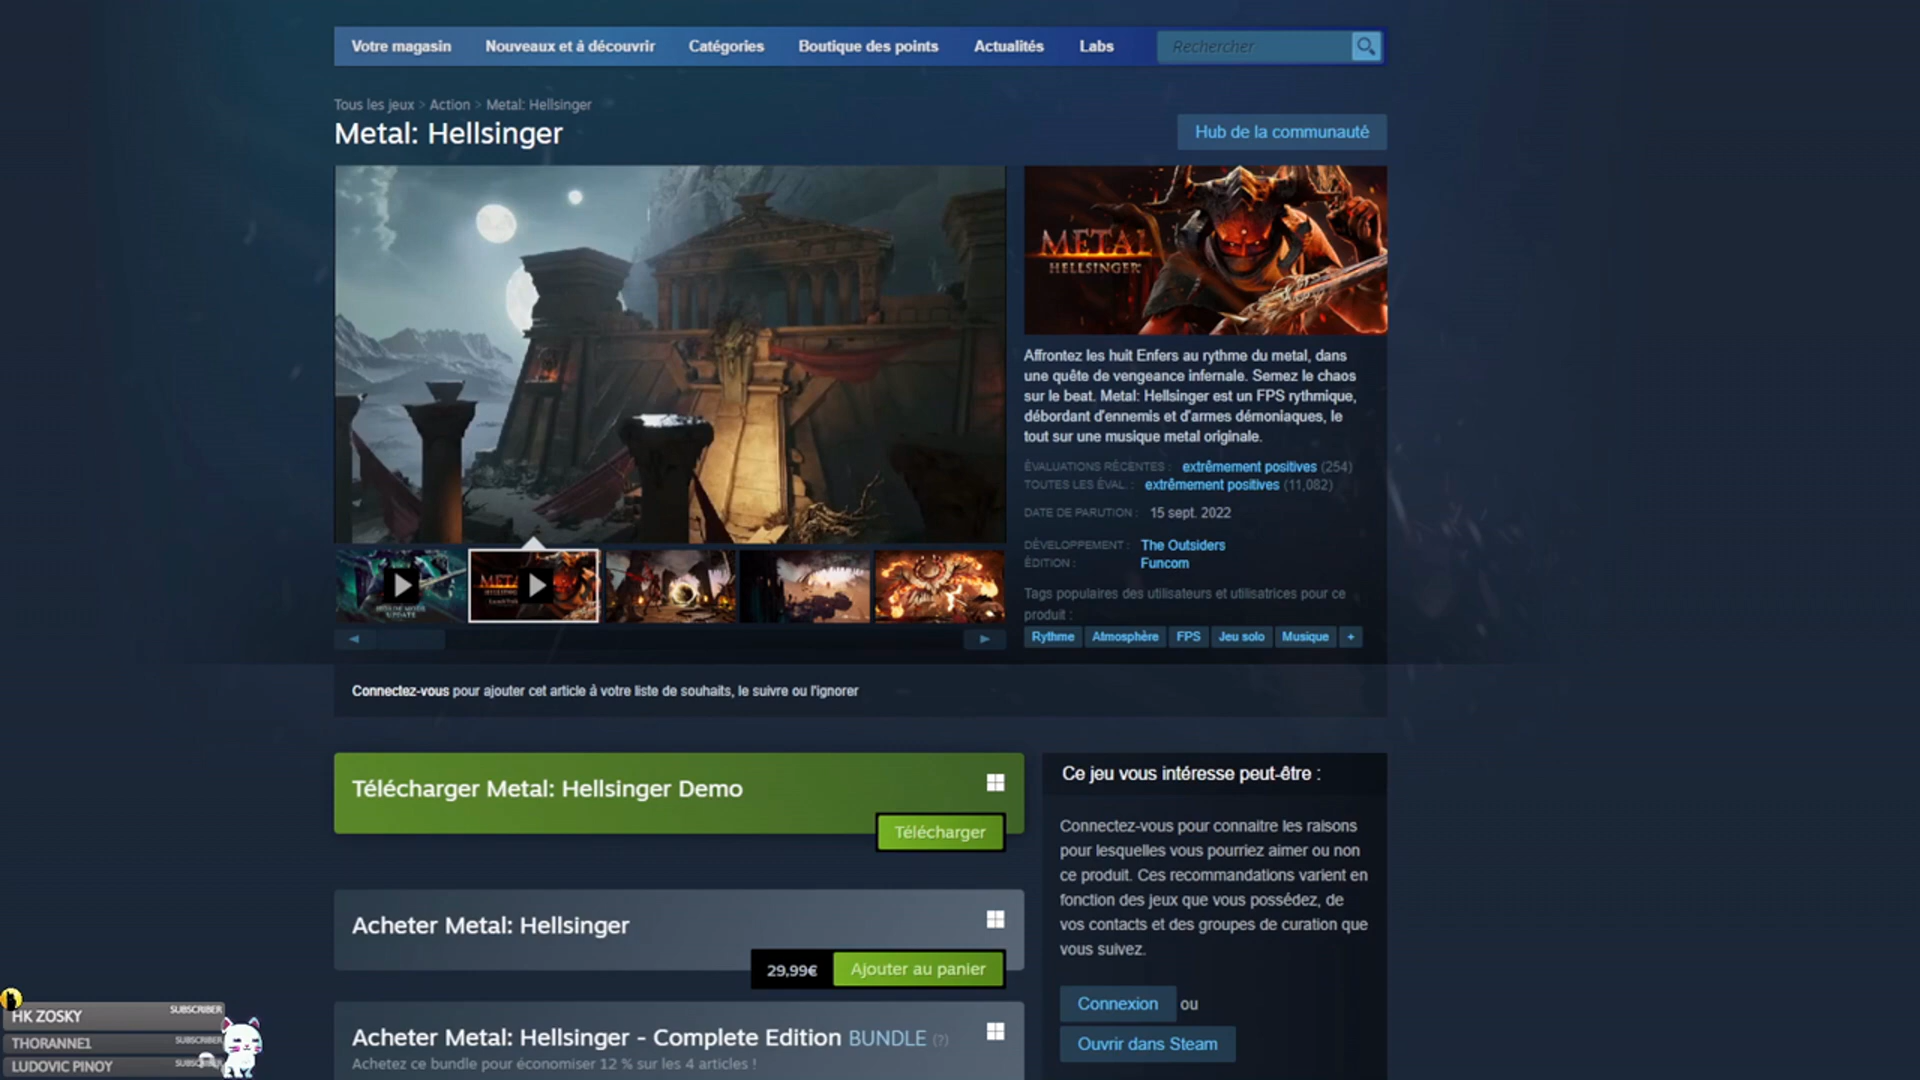 Votre magasin Nouveaux et à découvrir Catégories Boutique des points Actualités Labs Rechercher
Tous les jeux > Action > Metal: Hellsinger
Metal: Hellsinger
Hub de la communauté
METAL
HELLSINGER
Affrontez les huit Enfers au rythme du metal, dans
une quête de vengeance infernale. Semez le chaos
sur le beat. Metal: Hellsinger est un FPS rythmique,
débordant d'ennemis et d'armes démoniaques, le
tout sur une musique metal originale.
ÉVALUATIONS RÉCENTES : extrêmement positives (254)
TOUTES LES ÉVAL. : extrêmement positives (11,082)
DATE DE PARUTION : 15 sept. 2022
DÉVELOPPEMENT : The Outsiders
ÉDITION : Funcom
Tags populaires des utilisateurs et utilisatrices pour ce
produit :
Rythme Atmosphère FPS Jeu solo Musique +
Connectez-vous pour ajouter cet article à votre liste de souhaits, le suivre ou l'ignorer
Télécharger Metal: Hellsinger Demo
Télécharger
Acheter Metal: Hellsinger
29,99€ Ajouter au panier
Acheter Metal: Hellsinger - Complete Edition BUNDLE (?)
Achetez ce bundle pour économiser 12 % sur les 4 articles !
Ce jeu vous intéresse peut-être :
Connectez-vous pour connaitre les raisons
pour lesquelles vous pourriez aimer ou non
ce produit. Ces recommandations varient en
fonction des jeux que vous possédez, de
vos contacts et des groupes de curation que
vous suivez.
Connexion ou
Ouvrir dans Steam
HK ZOSKY SUBSCRIBER
THORANNE1 SUBSCRIBER
LUDOVIC PINOY